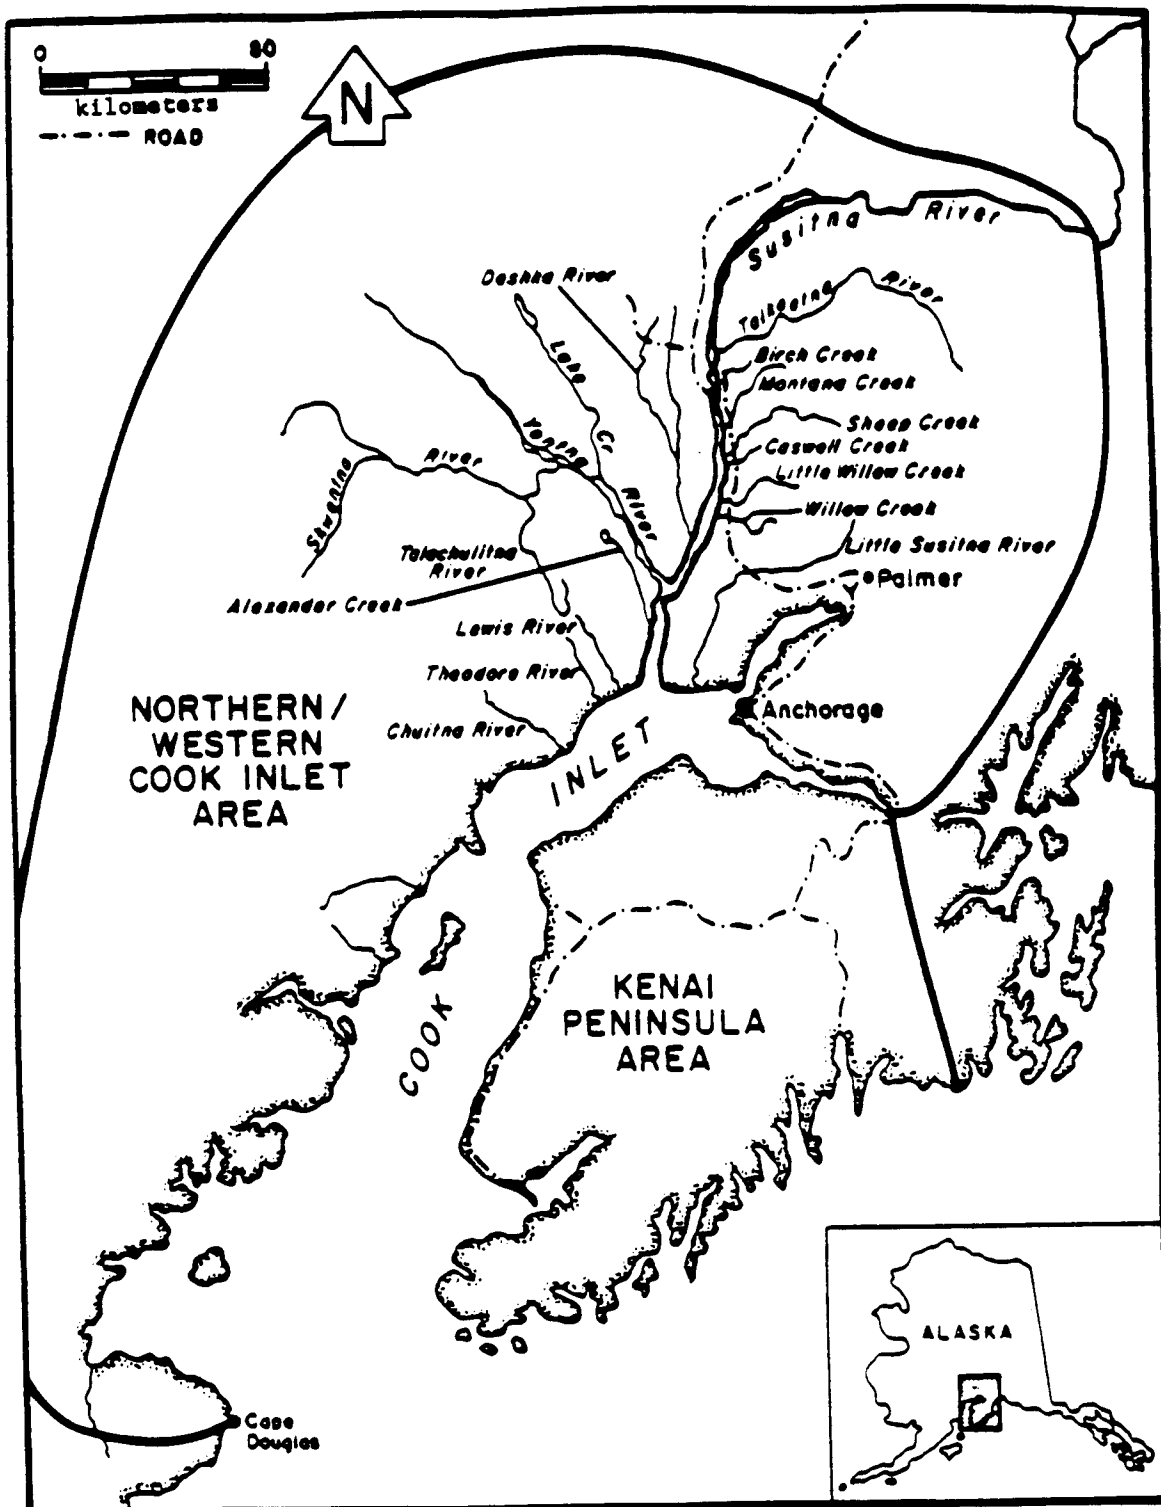 0 80
kilometers
ROAD
N
Susitna River
Deshka River
Talkeetna River
Lake Cr
Birch Creek
Montana Creek
Sheep Creek
Yentna River
Caswell Creek
Skwentna River
Little Willow Creek
Willow Creek
Little Susitna River
Talachulitna
River
Palmer
Alexander Creek
Lewis River
Theodore River
Anchorage
Chuitna River
NORTHERN/
WESTERN
COOK INLET
AREA
COOK INLET
KENAI
PENINSULA
AREA
ALASKA
Cape
Douglas